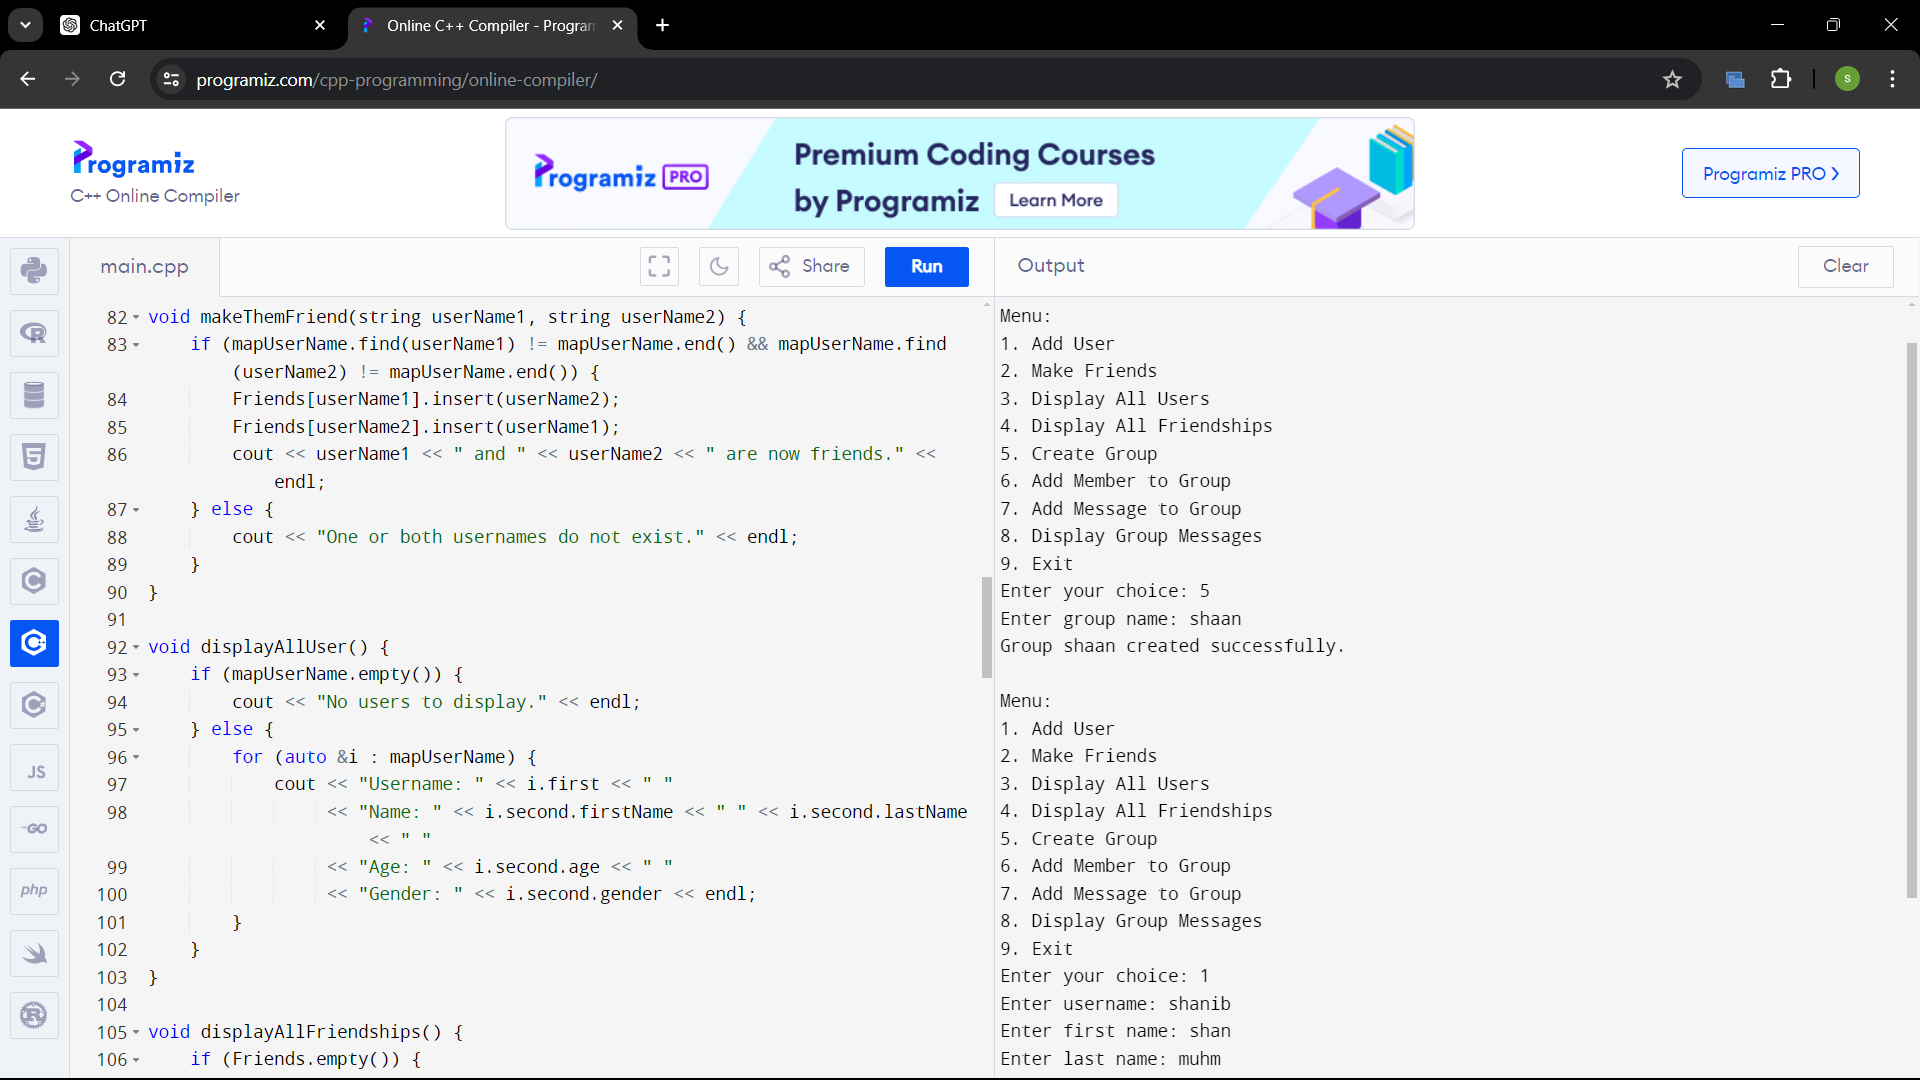 ChatGPT
Online C++ Compiler - Program
programiz.com/cpp-programming/online-compiler/
S
Programiz
C++ Online Compiler
Programiz PRO
Premium Coding Courses
by Programiz
Learn More
Programiz PRO
main.cpp
Share
Run
Output
Clear
82 void makeThemFriend(string userName1, string userName2) {
83 if (mapUserName.find(userName1) != mapUserName.end() && mapUserName.find
(userName2) != mapUserName.end()) {
84 Friends[userName1].insert(userName2);
85 Friends[userName2].insert(userName1);
86 cout << userName1 << " and " << userName2 << " are now friends." <<
endl;
87 } else {
88 cout << "One or both usernames do not exist." << endl;
89 }
90 }
91
92 void displayAllUser() {
93 if (mapUserName.empty()) {
94 cout << "No users to display." << endl;
95 } else {
96 for (auto &i : mapUserName) {
97 cout << "Username: " << i.first << " "
98 << "Name: " << i.second.firstName << " " << i.second.lastName
<< " "
99 << "Age: " << i.second.age << " "
100 << "Gender: " << i.second.gender << endl;
101 }
102 }
103 }
104
105 void displayAllFriendships() {
106 if (Friends.empty()) {
Menu:
1. Add User
2. Make Friends
3. Display All Users
4. Display All Friendships
5. Create Group
6. Add Member to Group
7. Add Message to Group
8. Display Group Messages
9. Exit
Enter your choice: 5
Enter group name: shaan
Group shaan created successfully.
Menu:
1. Add User
2. Make Friends
3. Display All Users
4. Display All Friendships
5. Create Group
6. Add Member to Group
7. Add Message to Group
8. Display Group Messages
9. Exit
Enter your choice: 1
Enter username: shanib
Enter first name: shan
Enter last name: muhm
R
5
C
C
C
JS
GO
php
R